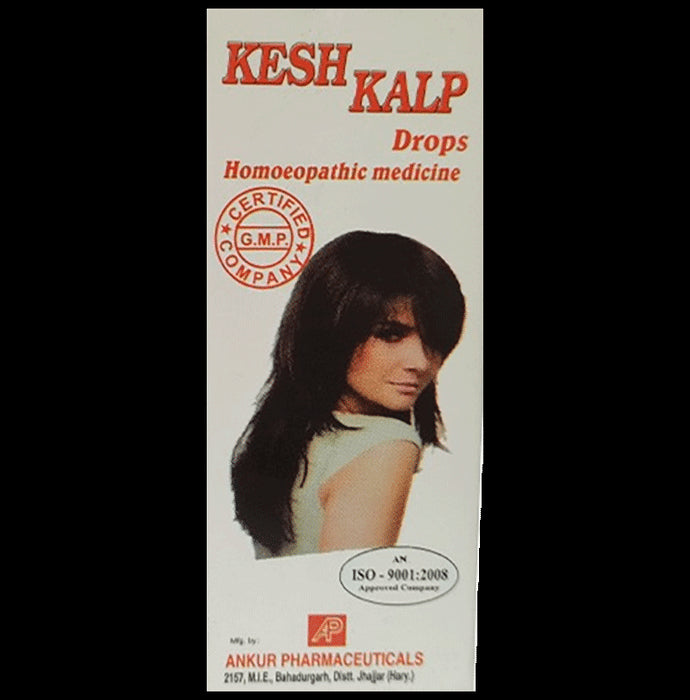 KESH
KALP
Drops
Homoeopathic medicine
CERTIFIED
G.M.P.
COMPANY
AN
ISO - 9001:2008
Approved Company
Mfg. by:
AP
ANKUR PHARMACEUTICALS
2157, M.I.E., Bahadurgarh, Distt. Jhajjar (Hary.)